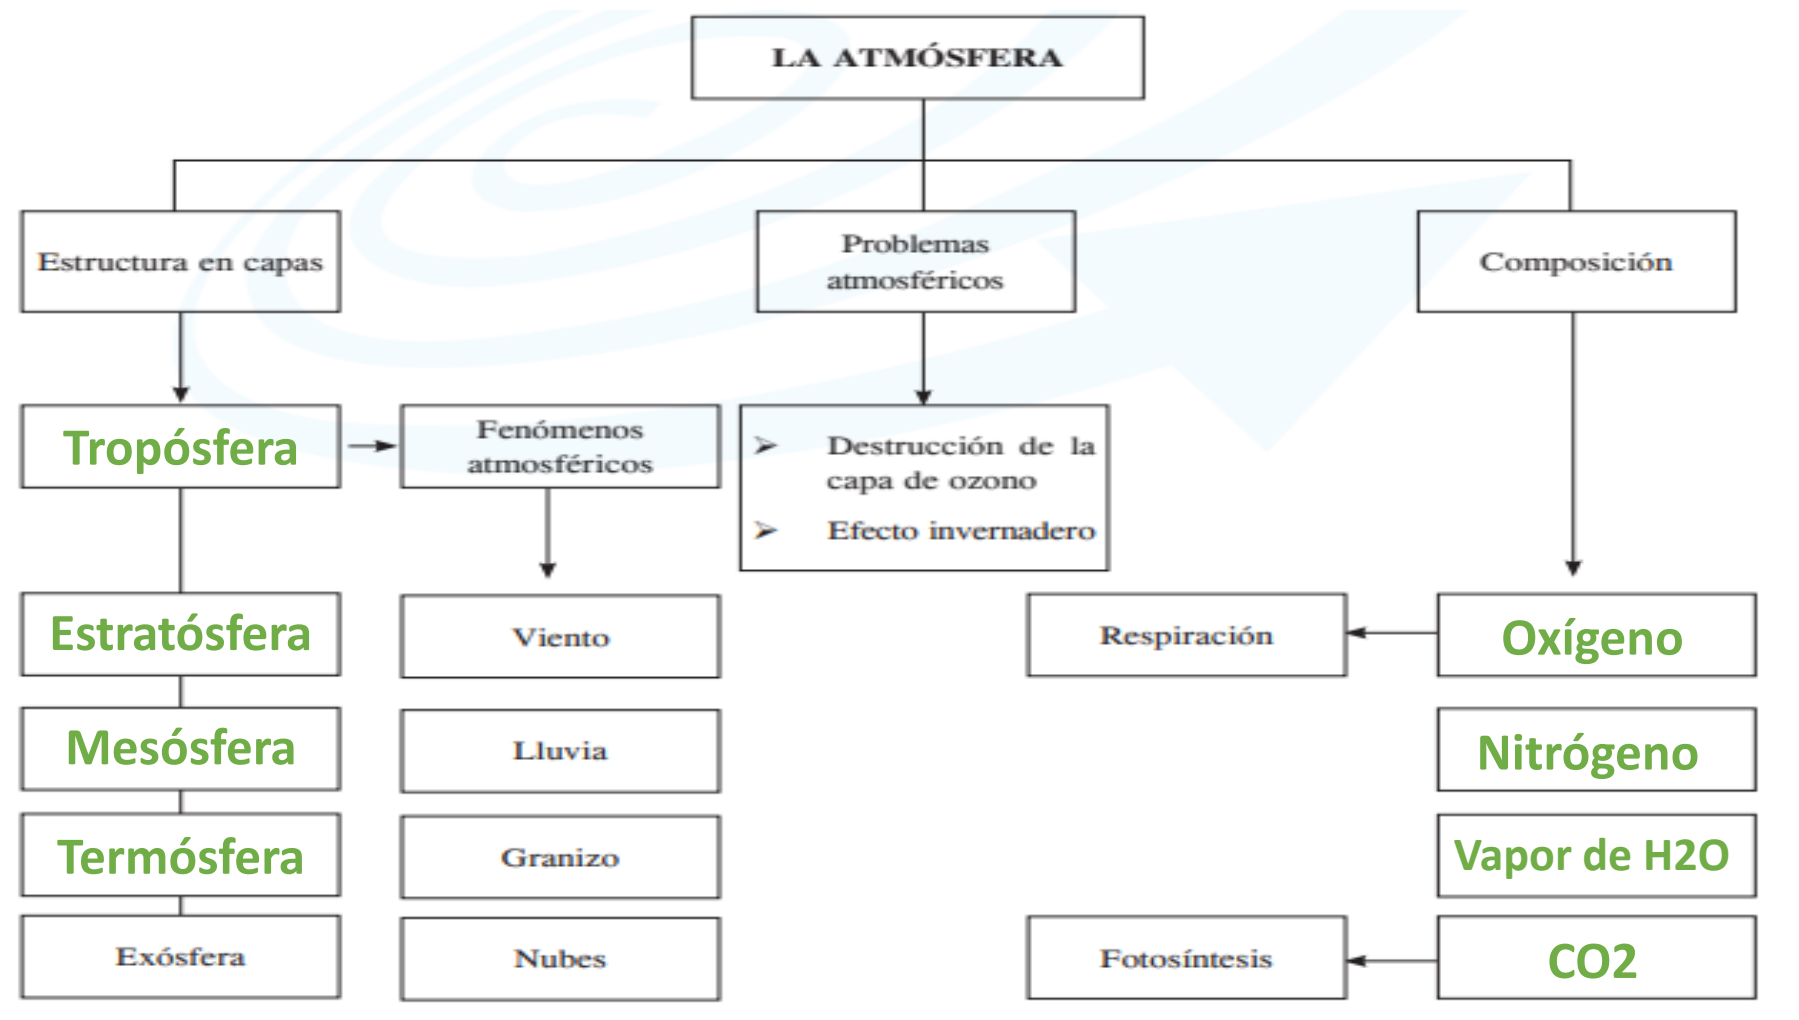 LA ATMÓSFERA
Estructura en capas
Problemas
atmosféricos
Composición
Tropósfera
Fenómenos
atmosféricos
➢ Destrucción de la
capa de ozono
➢ Efecto invernadero
Estratósfera
Viento
Respiración
Oxígeno
Mesósfera
Lluvia
Nitrógeno
Termósfera
Granizo
Vapor de H2O
Exósfera
Nubes
Fotosíntesis
CO2